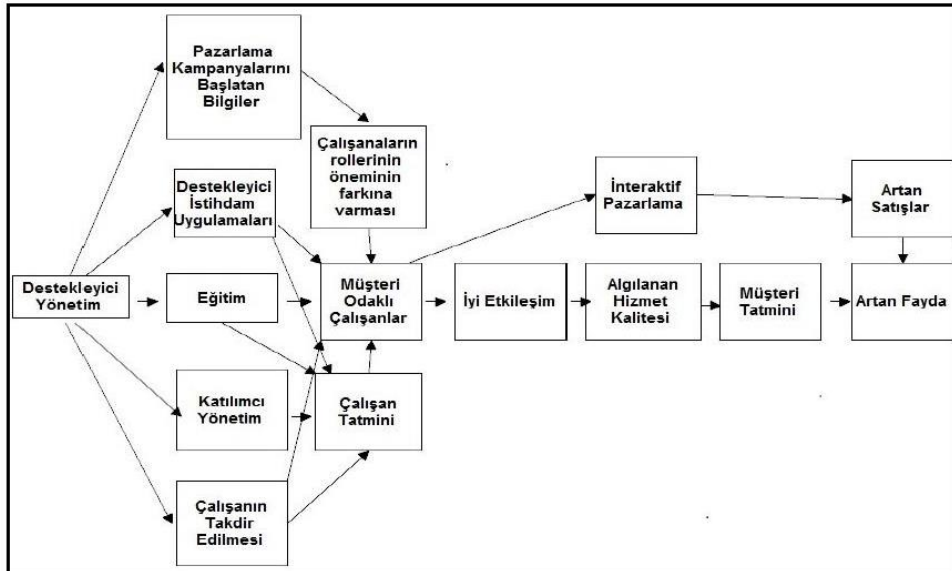 Pazarlama
Kampanyalarını
Başlatan
Bilgiler
Çalışanaların
rollerinin
öneminin
farkına
varması
Destekleyici
İstihdam
Uygulamaları
İnteraktif
Pazarlama
Artan
Satışlar
Destekleyici
Yönetim
Eğitim
Müşteri
Odaklı
Çalışanlar
İyi Etkileşim
Algılanan
Hizmet
Kalitesi
Müşteri
Tatmini
Artan Fayda
Katılımcı
Yönetim
Çalışan
Tatmini
Çalışanın
Takdir
Edilmesi